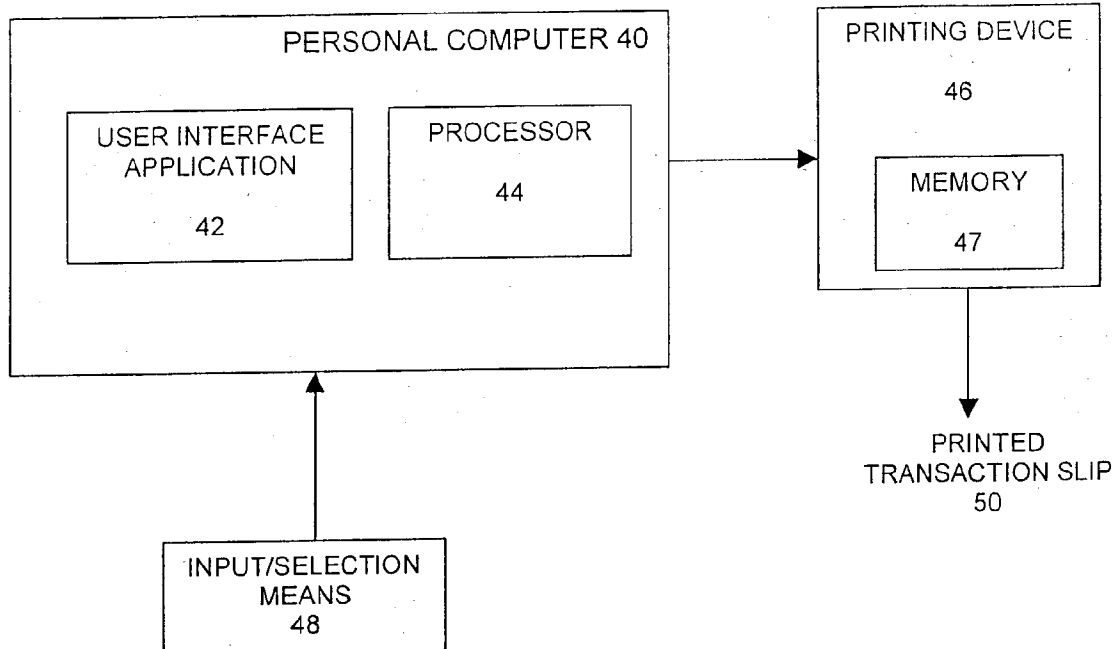 PERSONAL COMPUTER 40
USER INTERFACE
APPLICATION
42
PROCESSOR
44
PRINTING DEVICE
46
MEMORY
47
PRINTED
TRANSACTION SLIP
50
INPUT/SELECTION
MEANS
48